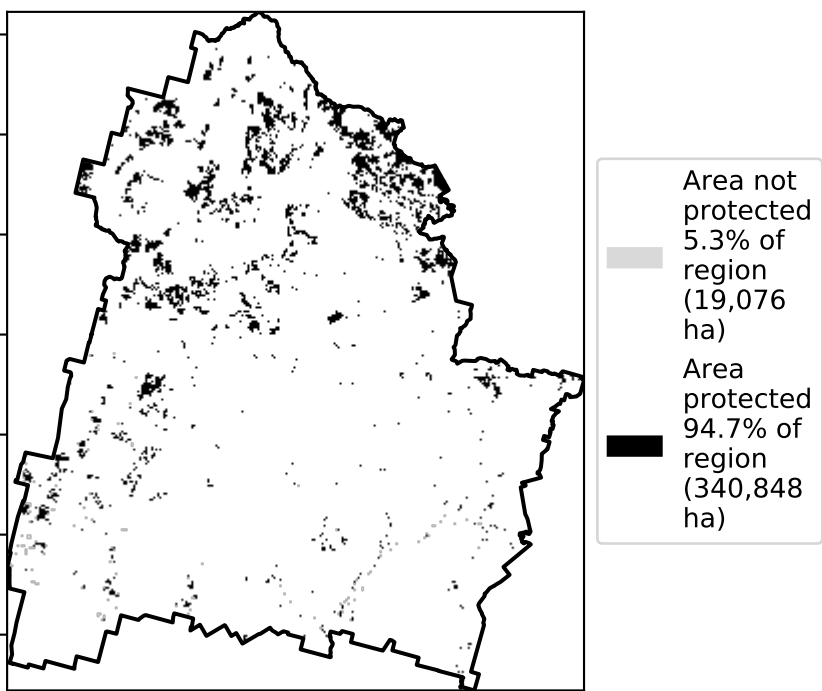 Area not
protected
5.3% of
region
(19,076
ha)
Area
protected
94.7% of
region
(340,848
ha)